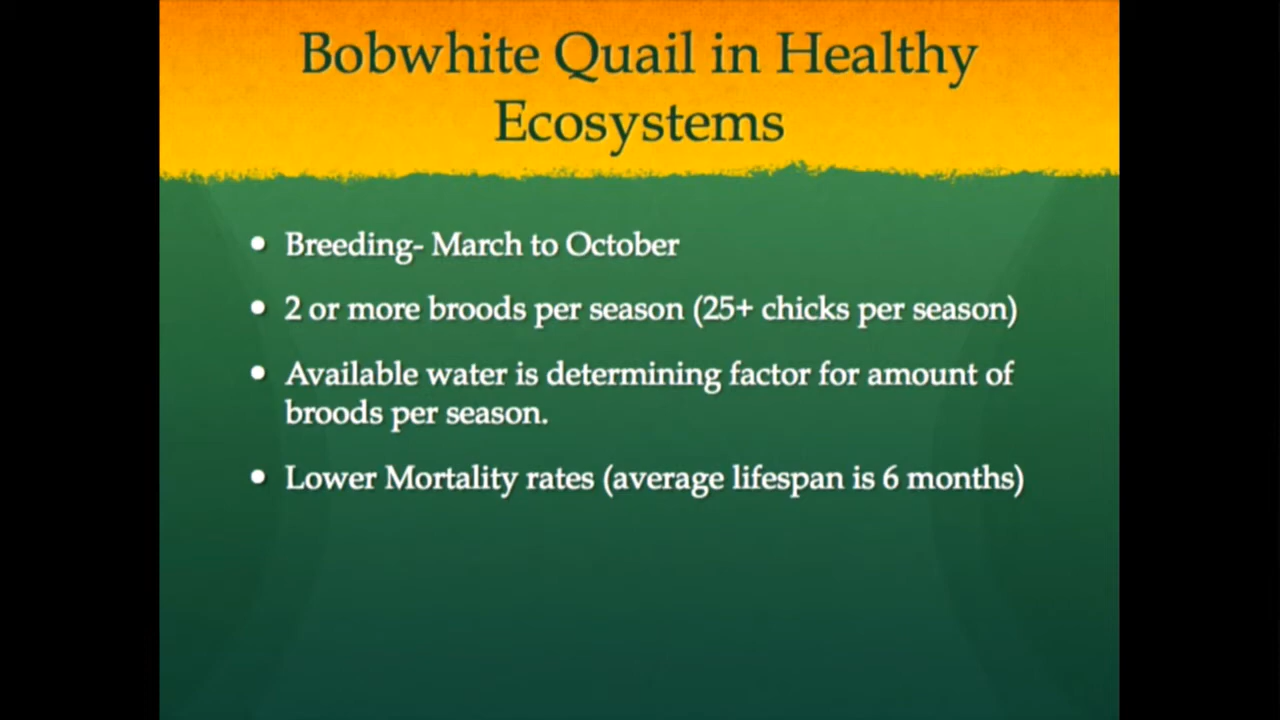 Bobwhite Quail in Healthy
Ecosystems
• Breeding- March to October
• 2 or more broods per season (25+ chicks per season)
• Available water is determining factor for amount of
broods per season.
• Lower Mortality rates (average lifespan is 6 months)